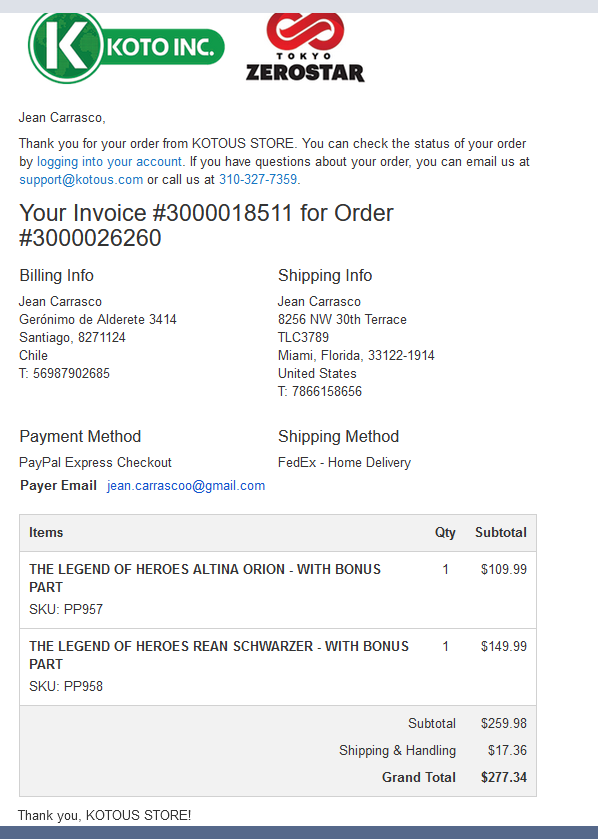 KOTO INC.
TOKYO
ZEROSTAR
Jean Carrasco,
Thank you for your order from KOTOUS STORE. You can check the status of your order
by logging into your account. If you have questions about your order, you can email us at
support@kotous.com or call us at 310-327-7359.
Your Invoice #3000018511 for Order
#3000026260
Billing Info
Jean Carrasco
Gerónimo de Alderete 3414
Santiago, 8271124
Chile
T: 56987902685
Shipping Info
Jean Carrasco
8256 NW 30th Terrace
TLC3789
Miami, Florida, 33122-1914
United States
T: 7866158656
Payment Method
PayPal Express Checkout
Payer Email jean.carrascoo@gmail.com
Shipping Method
FedEx - Home Delivery
Items Qty Subtotal
THE LEGEND OF HEROES ALTINA ORION - WITH BONUS 1 $109.99
PART
SKU: PP957
THE LEGEND OF HEROES REAN SCHWARZER - WITH BONUS 1 $149.99
PART
SKU: PP958
Subtotal $259.98
Shipping & Handling $17.36
Grand Total $277.34
Thank you, KOTOUS STORE!